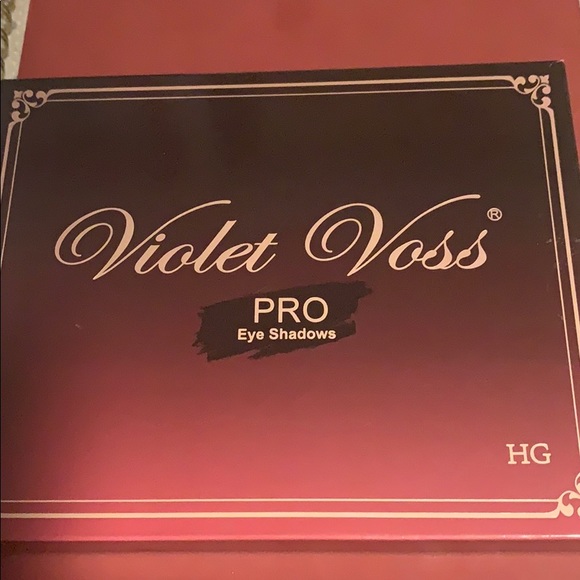 Violet Voss®
PRO
Eye Shadows
HG